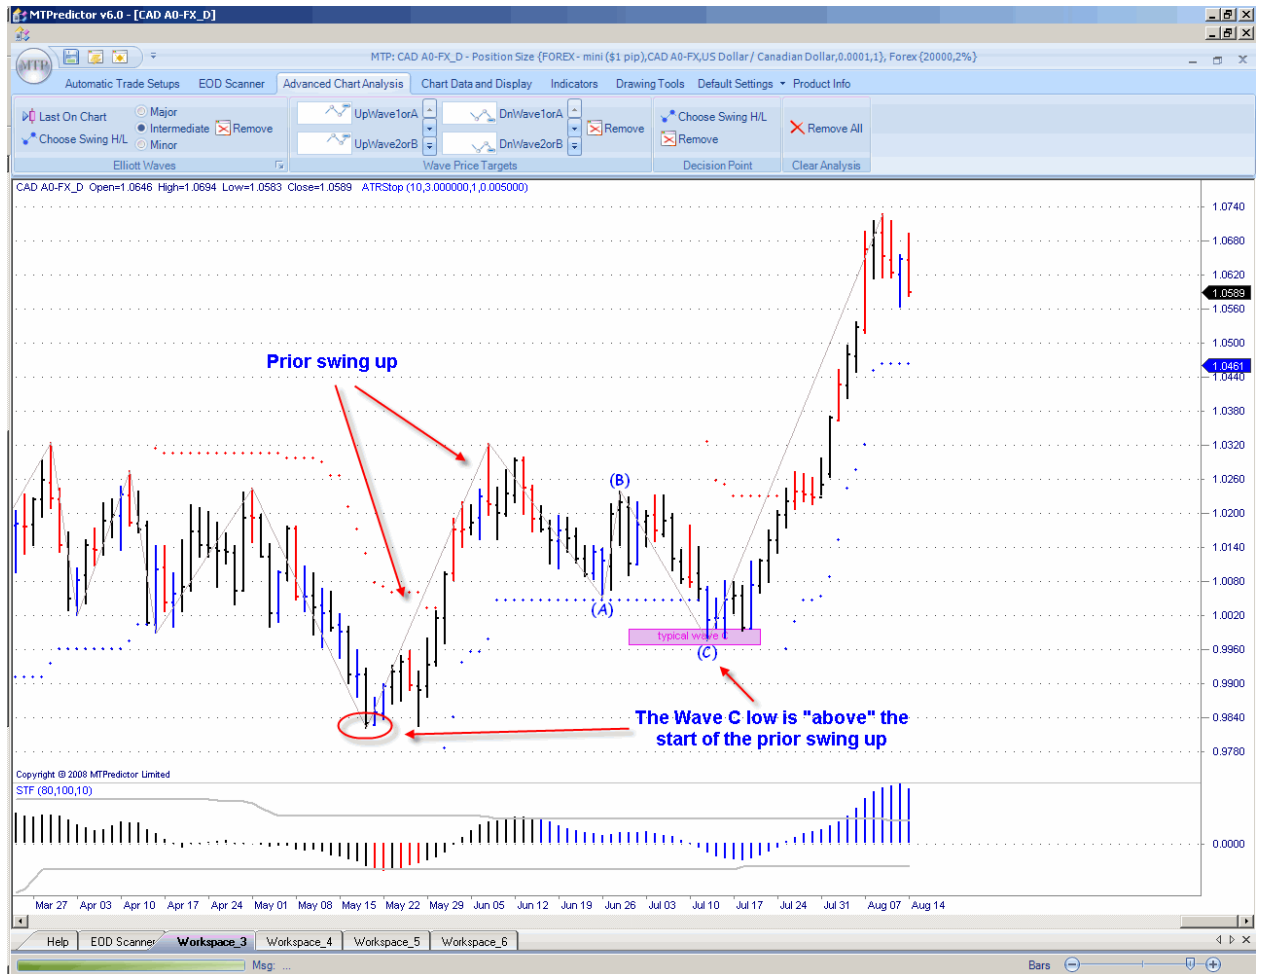 MTPredictor v6.0 - [CAD A0-FX_D]
MTP
MTP: CAD A0-FX_D - Position Size {FOREX- mini ($1 pip),CAD A0-FX,US Dollar / Canadian Dollar,0.0001,1}, Forex {20000,2%}
Automatic Trade Setups EOD Scanner Advanced Chart Analysis Chart Data and Display Indicators Drawing Tools Default Settings Product Info
Last On Chart
Choose Swing H/L
Major
Intermediate
Minor
Remove
Elliott Waves
UpWave1orA
UpWave2orB
DnWave1orA
DnWave2orB
Remove
Wave Price Targets
Choose Swing H/L
Remove
Decision Point
Remove All
Clear Analysis
CAD A0-FX_D Open=1.0646 High=1.0694 Low=1.0583 Close=1.0589 ATRStop (10,3.000000,1,0.005000)
1.0740
1.0680
1.0620
1.0589
1.0560
1.0500
1.0461
1.0440
1.0380
1.0320
1.0260
1.0200
1.0140
1.0080
1.0020
0.9960
0.9900
0.9840
0.9780
Prior swing up
(B)
(A)
typical wave C
(C)
The Wave C low is "above" the
start of the prior swing up
Copyright @ 2008 MTPredictor Limited
STF (80,100,10)
0.0000
Mar 27 Apr 03 Apr 10 Apr 17 Apr 24 May 01 May 08 May 15 May 22 May 29 Jun 05 Jun 12 Jun 19 Jun 26 Jul 03 Jul 10 Jul 17 Jul 24 Jul 31 Aug 07 Aug 14
Help EOD Scanner Workspace_3 Workspace_4 Workspace_5 Workspace_6
Msg: ...
Bars